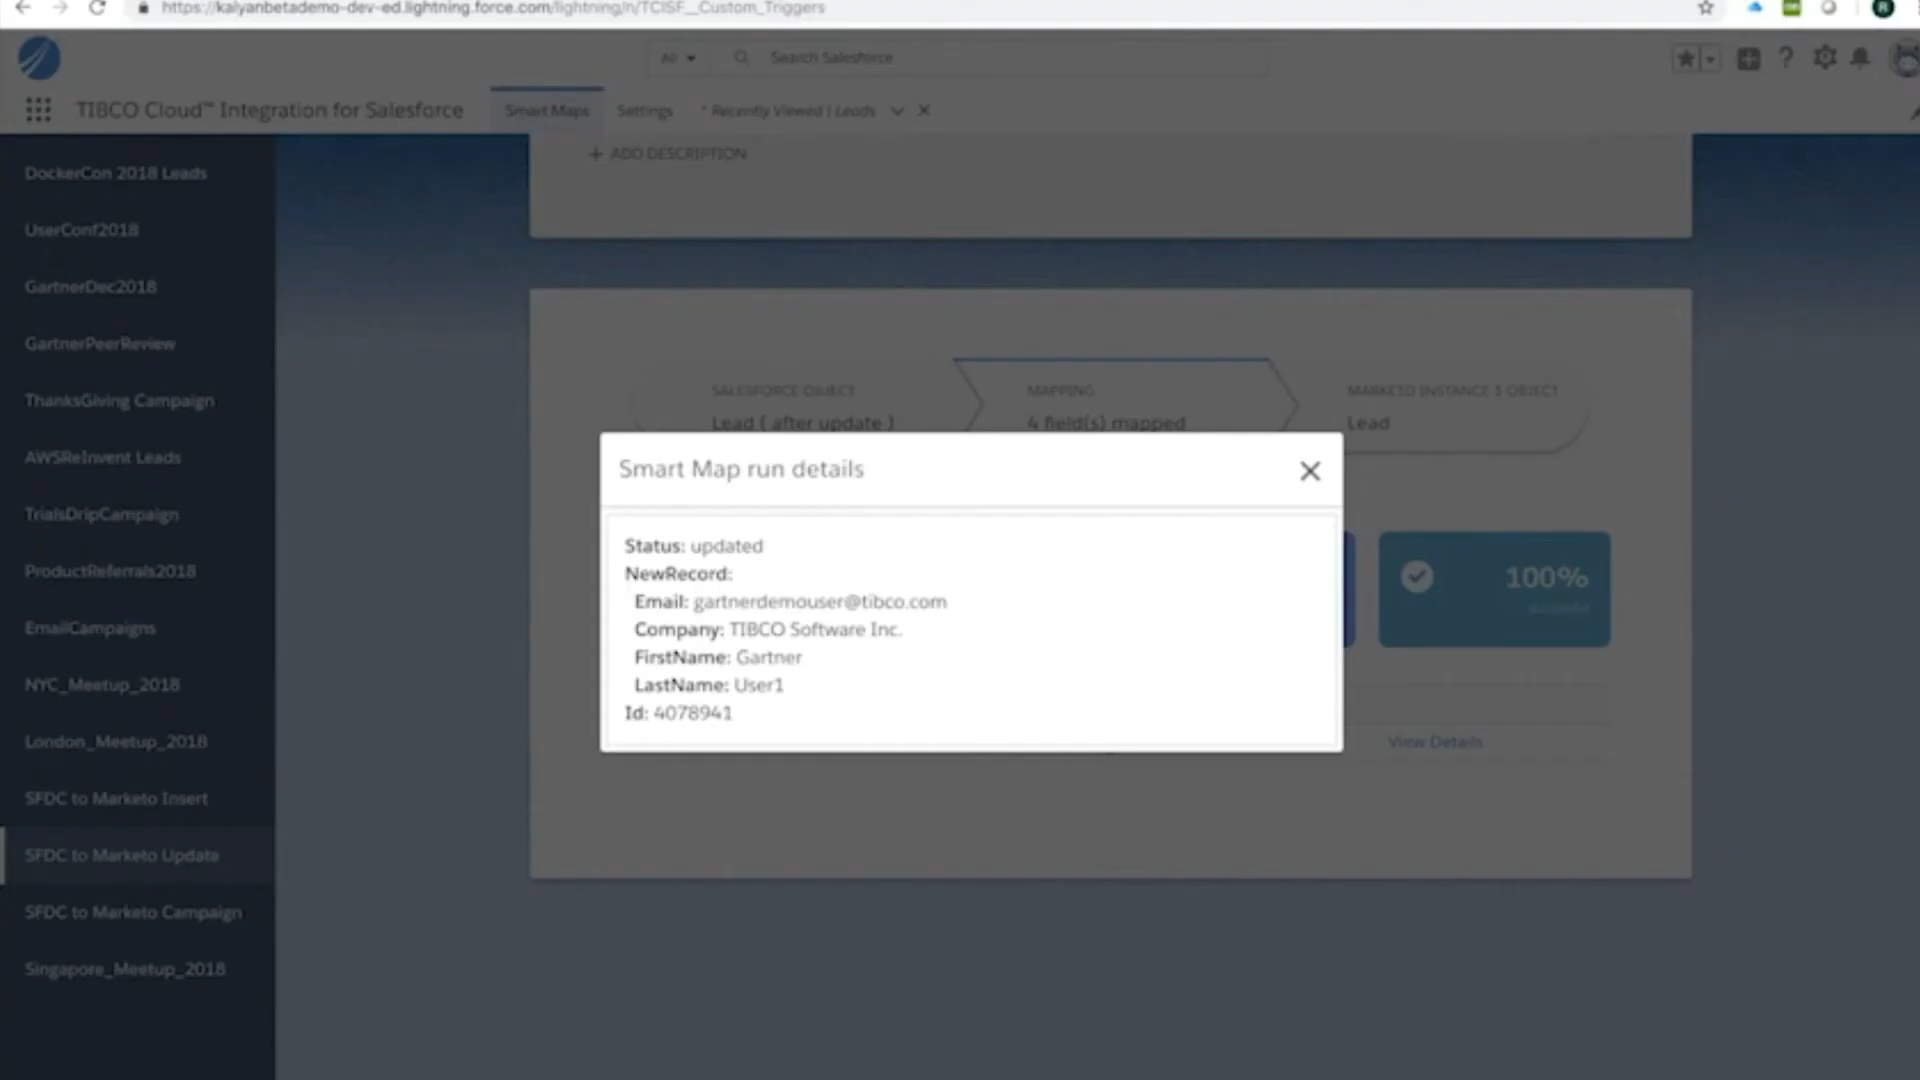 https://kalyanbetademo-dev-ed.lightning.force.com/lightning/n/TCISF__Custom_Triggers
All
Search Salesforce
TIBCO Cloud™ Integration for Salesforce
Smart Maps
Settings
* Recently Viewed | Leads
+ ADD DESCRIPTION
DockerCon 2018 Leads
UserConf2018
GartnerDec2018
GartnerPeerReview
ThanksGiving Campaign
AWSReInvent Leads
TrialsDripCampaign
ProductReferrals2018
EmailCampaigns
NYC_Meetup_2018
London_Meetup_2018
SFDC to Marketo Insert
SFDC to Marketo Update
SFDC to Marketo Campaign
Singapore_Meetup_2018
SALESFORCE OBJECT
Lead ( after update )
MAPPING
4 field(s) mapped
MARKETO INSTANCE 1 OBJECT
Lead
Smart Map run details
Status: updated
NewRecord:
Email: gartnerdemouser@tibco.com
Company: TIBCO Software Inc.
FirstName: Gartner
LastName: User1
Id: 4078941
100%
View Details